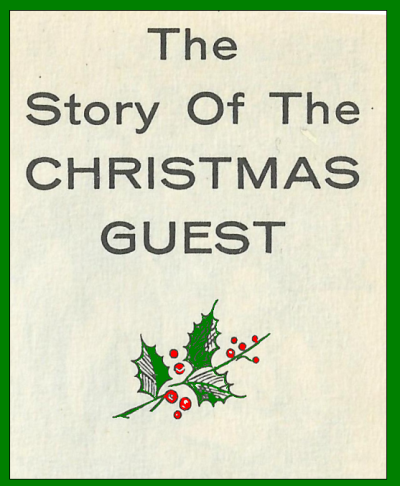 The
Story Of The
CHRISTMAS
GUEST